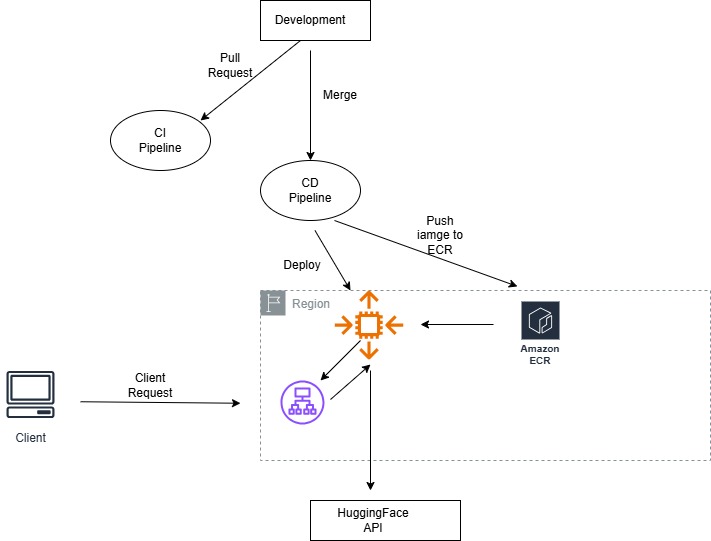 Development
Pull
Request
Merge
CI
Pipeline
CD
Pipeline
Push
iamge to
ECR
Deploy
Region
Amazon
ECR
Client
Request
Client
HuggingFace
API